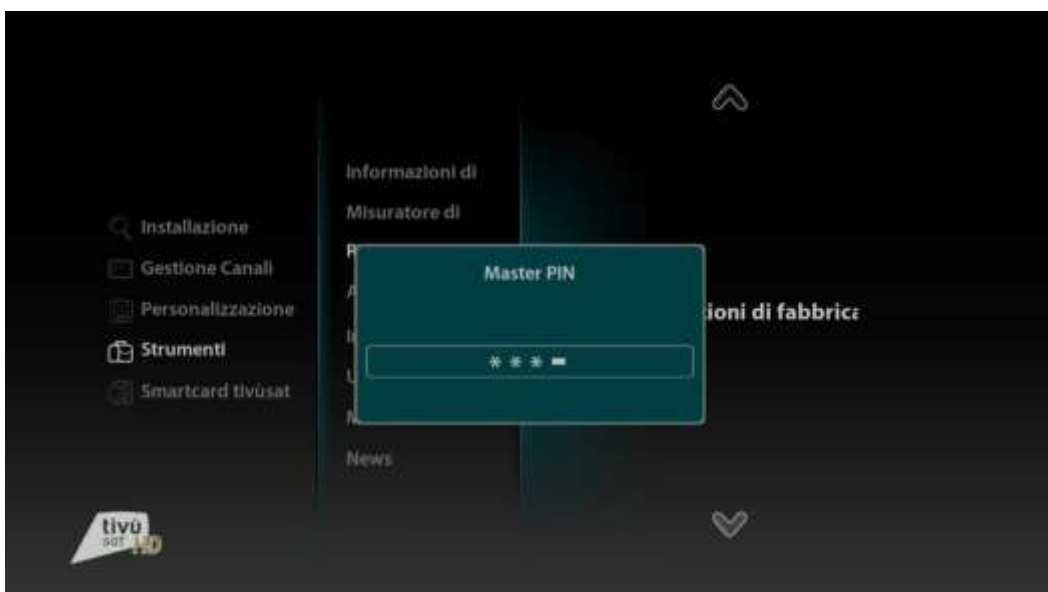 Installazione
Gestione Canali
Personalizzazione
Strumenti
Smartcard tivùsat
Informazioni di
Misuratore di
News
Master PIN
* * * -
ioni di fabbrica
tivù
sat HD